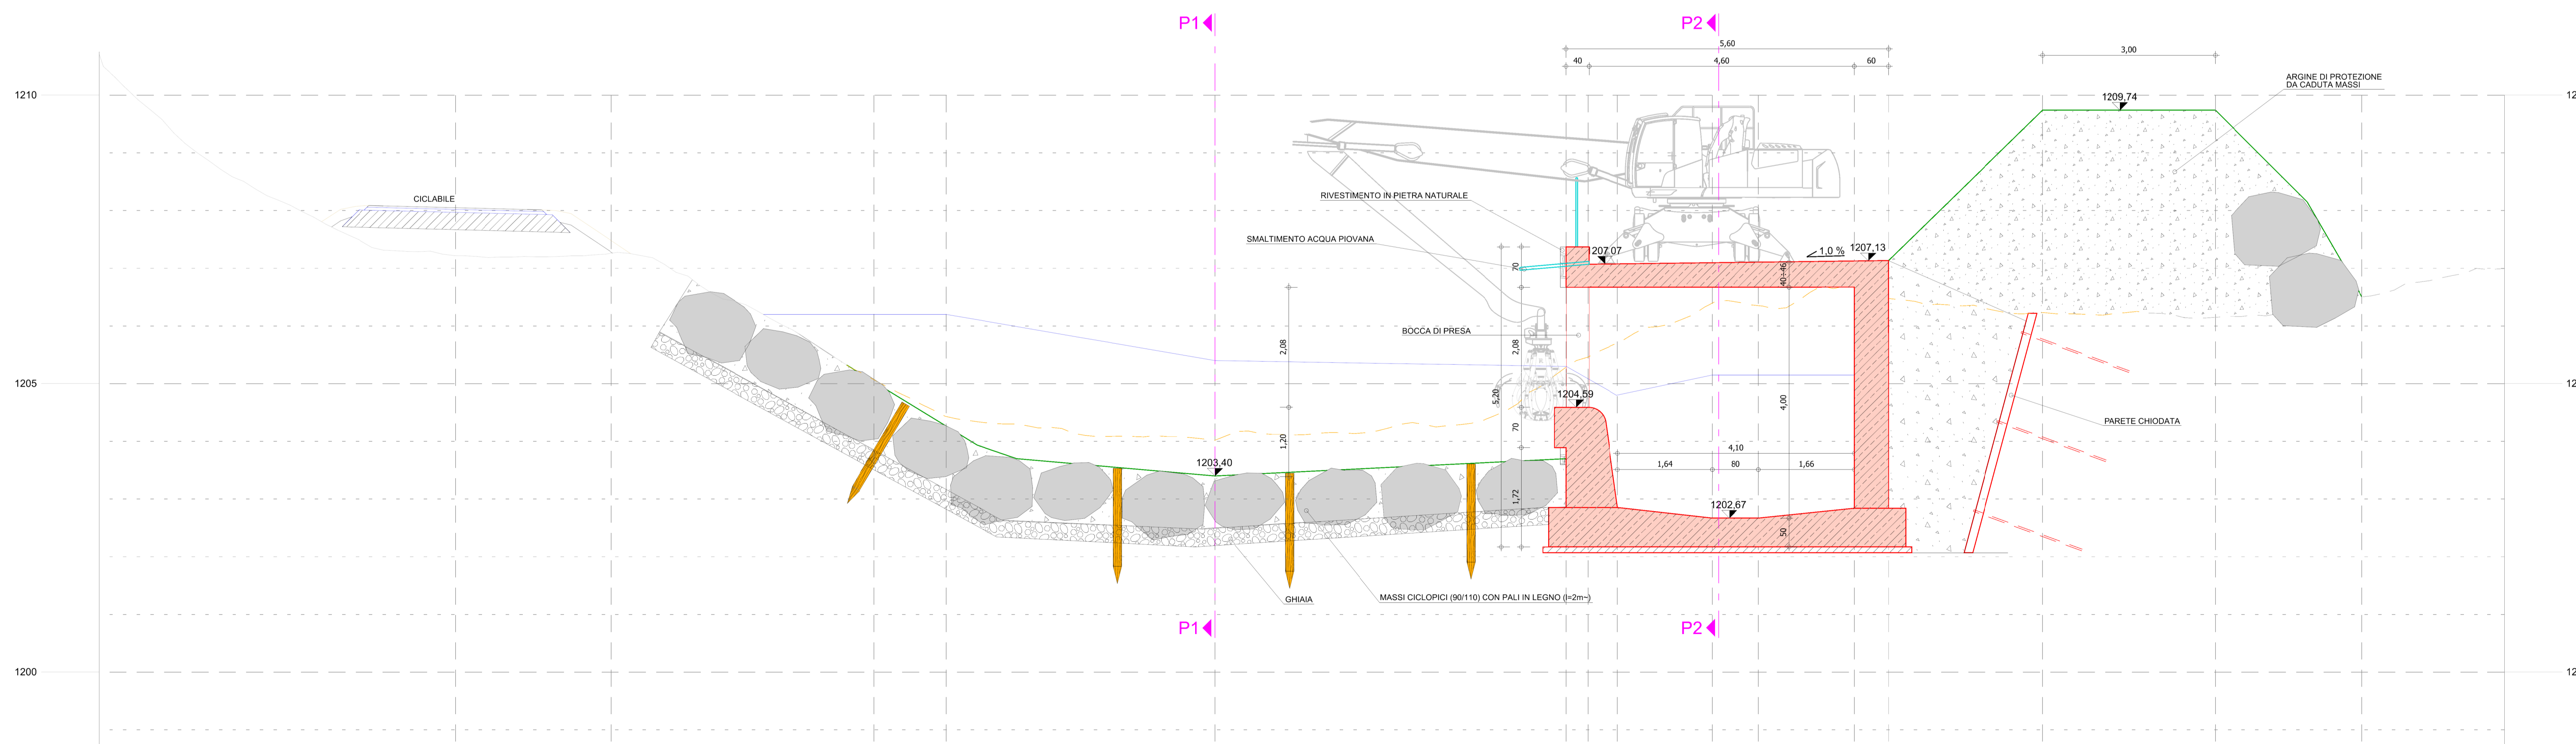 P1
P2
5,60
40
4,60
60
3,00
ARGINE DI PROTEZIONE
DA CADUTA MASSI
1210
1209,74
CICLABILE
RIVESTIMENTO IN PIETRA NATURALE
SMALTIMENTO ACQUA PIOVANA
207,07
1,0 %
1207,13
70
40÷46
BOCCA DI PRESA
2,08
2,08
1205
5,20
1204,59
4,00
PARETE CHIODATA
1,20
70
4,10
1203,40
1,64
80
1,66
1,72
1202,67
50
GHIAIA
MASSI CICLOPICI (90/110) CON PALI IN LEGNO (l=2m~)
P1
P2
1200